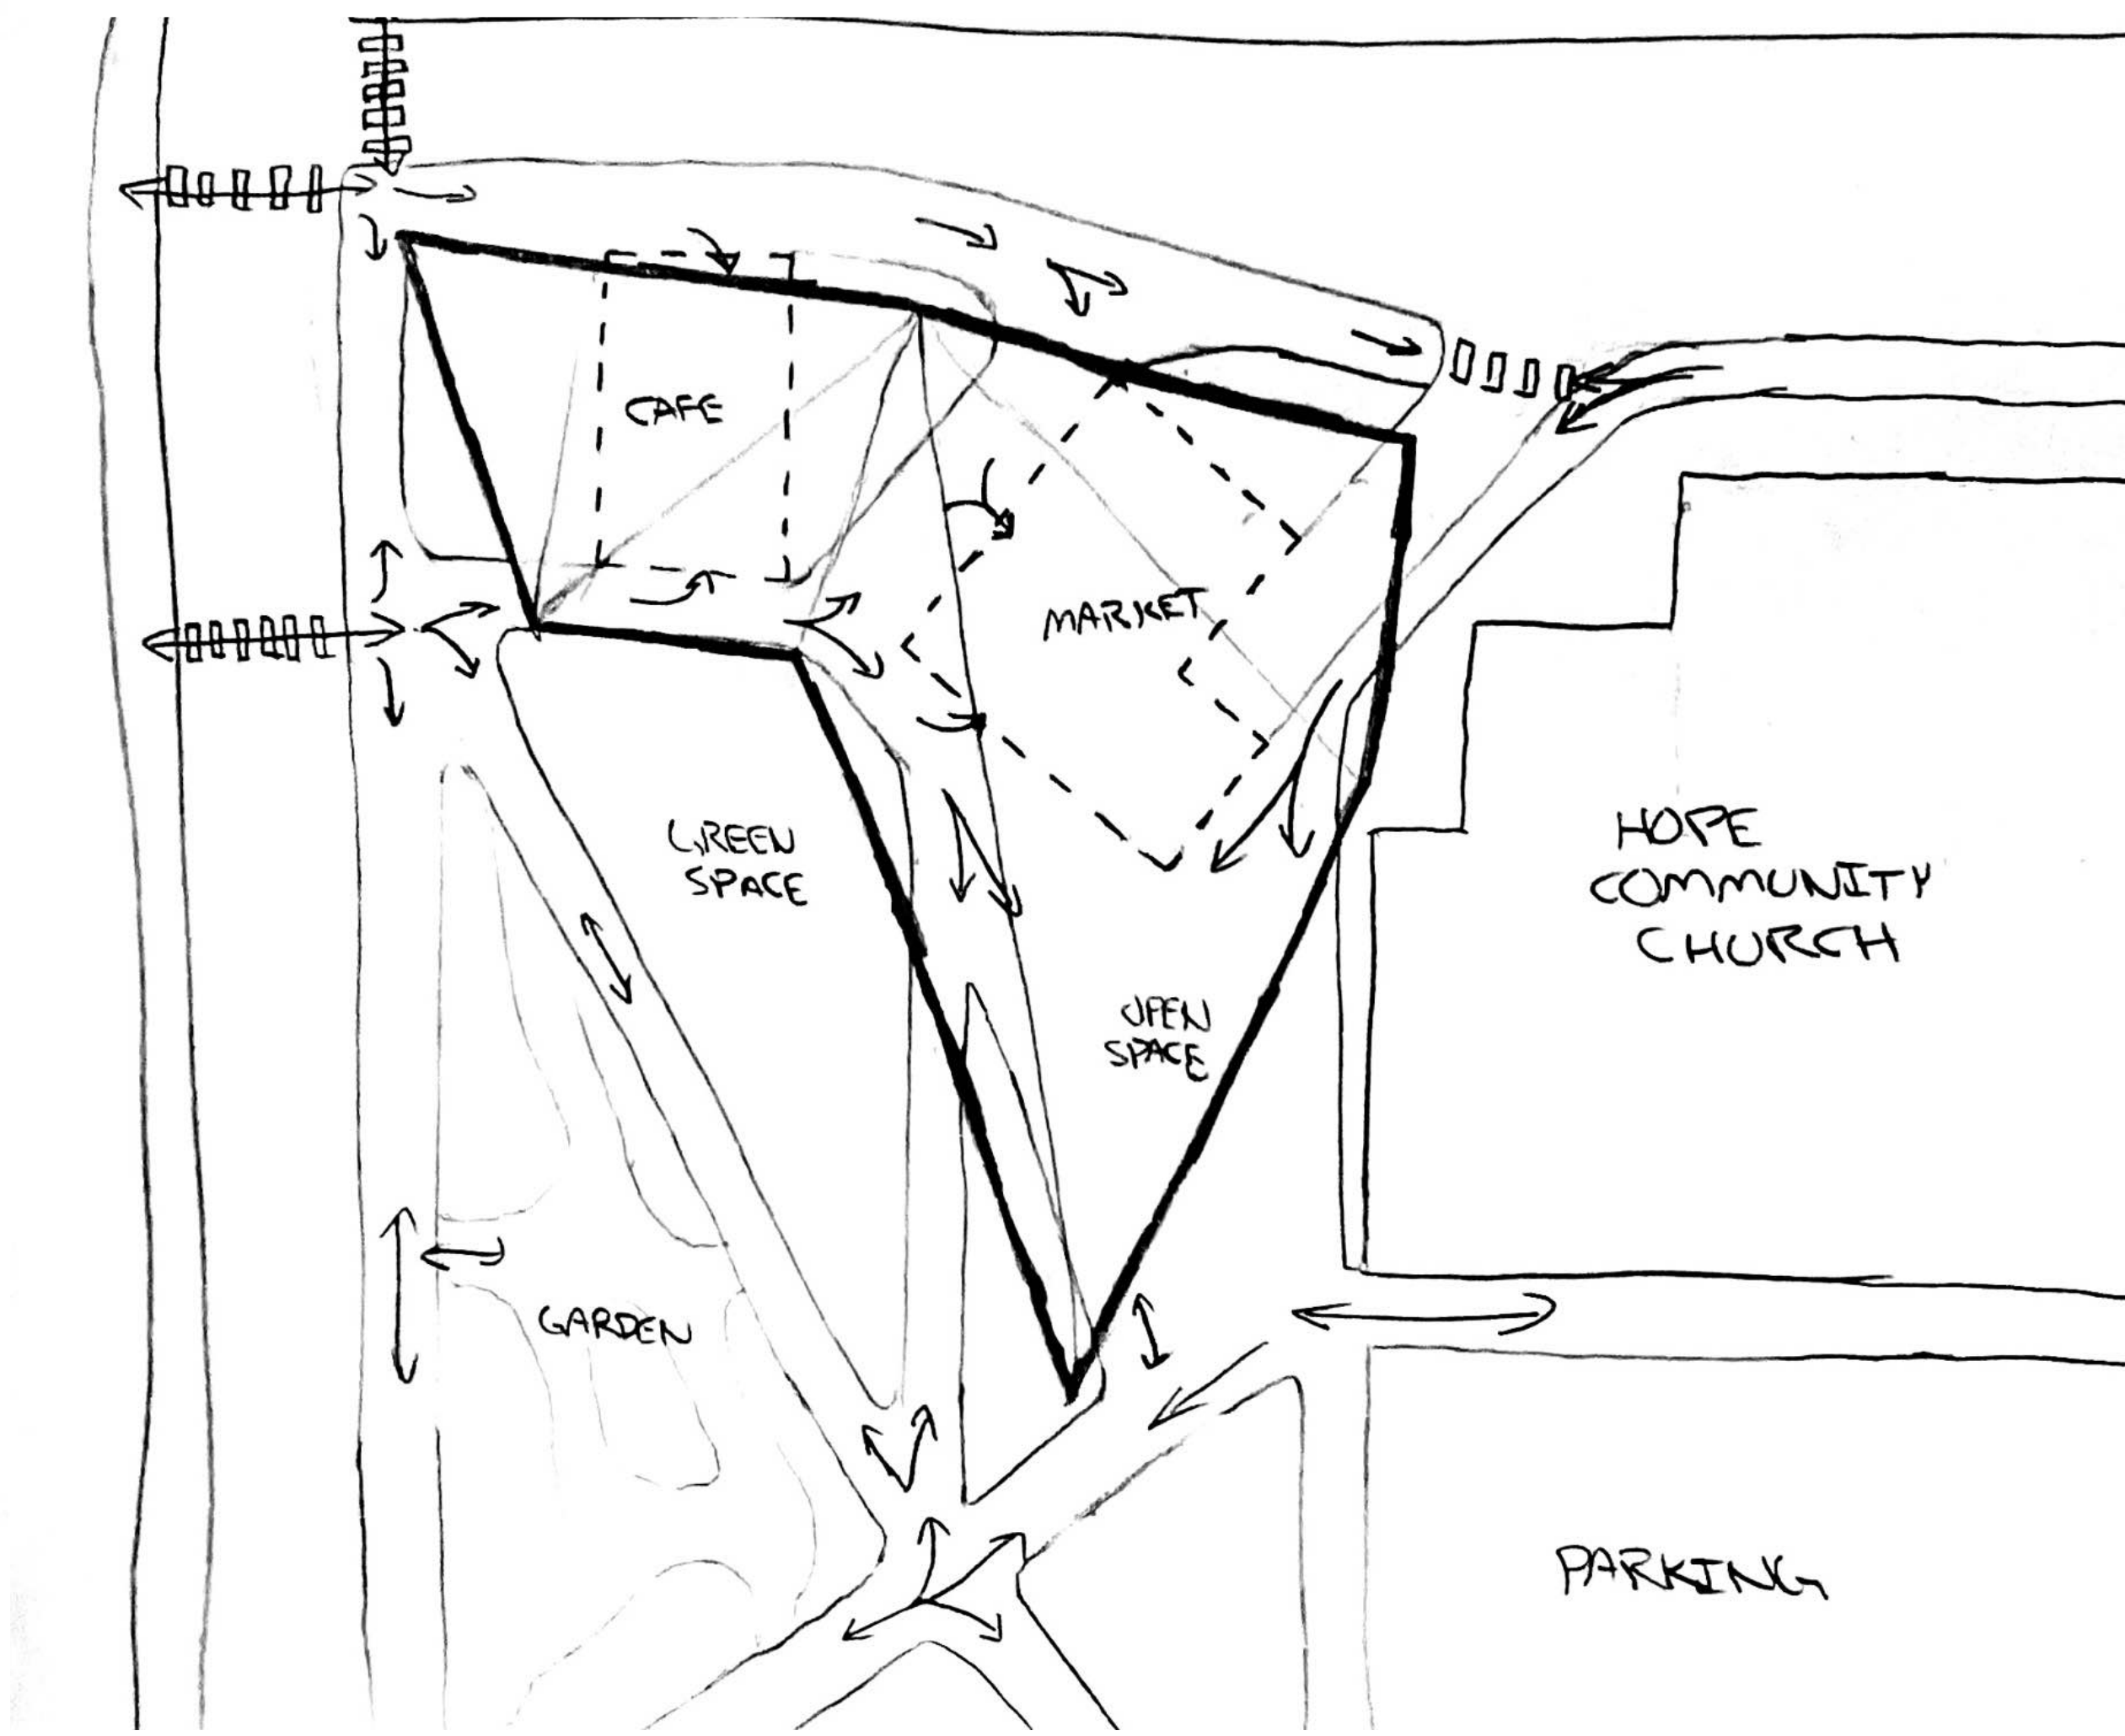 CAFE
MARKET
GREEN
SPACE
HOPE
COMMUNITY
CHURCH
OPEN
SPACE
GARDEN
PARKING